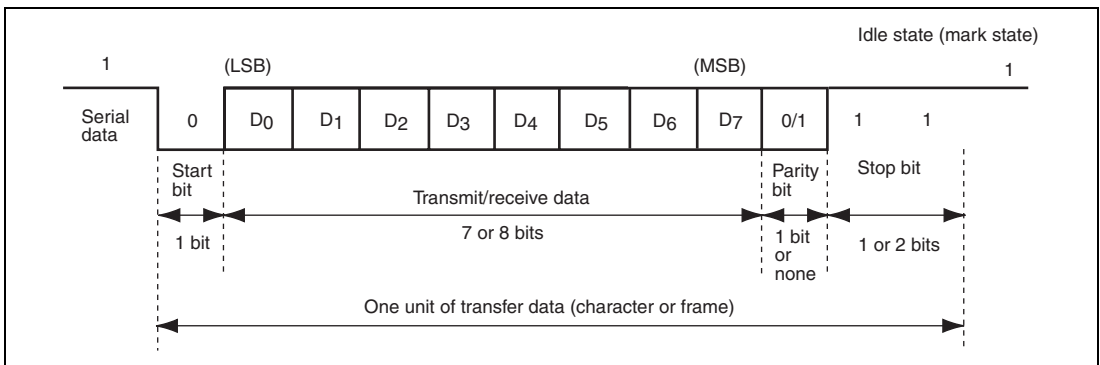 Idle state (mark state)
1 (LSB) (MSB) 1
Serial data 0 D0 D1 D2 D3 D4 D5 D6 D7 0/1 1 1
Start bit
Parity bit
Stop bit
Transmit/receive data
1 bit
7 or 8 bits
1 bit or none
1 or 2 bits
One unit of transfer data (character or frame)